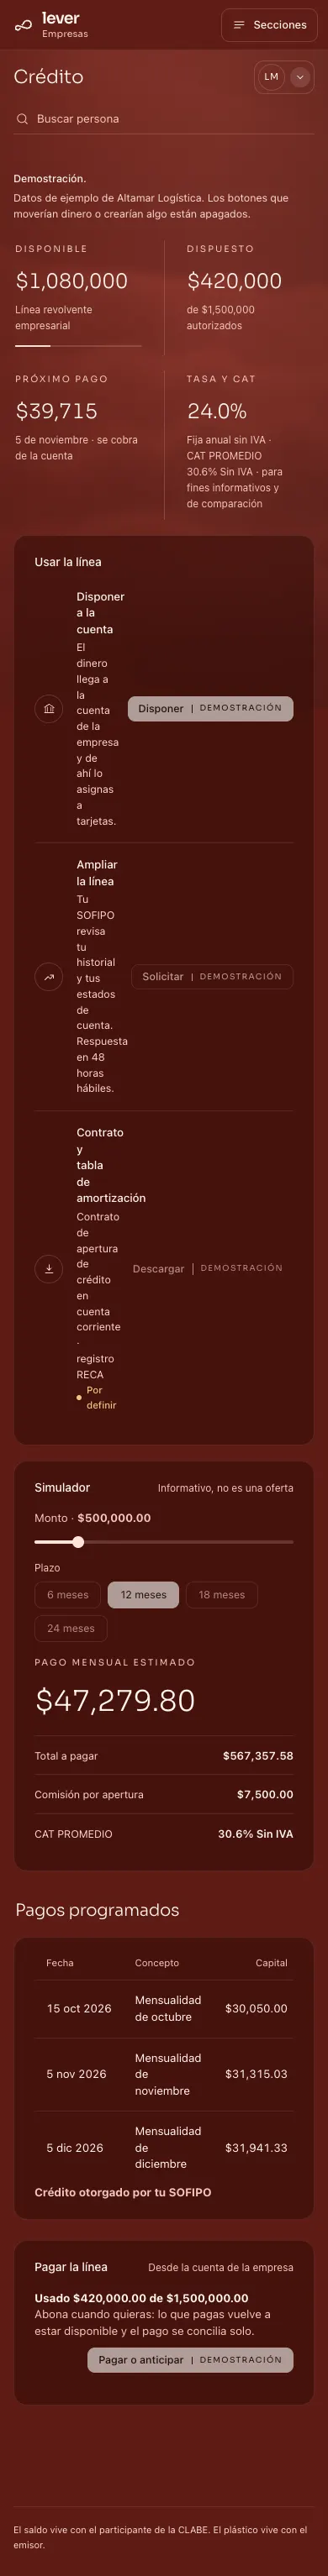 lever
Empresas
Secciones
Crédito
LM
Buscar persona
Demostración.
Datos de ejemplo de Altamar Logística. Los botones que
moverían dinero o crearían algo están apagados.
DISPONIBLE
$1,080,000
Línea revolvente
empresarial
DISPUESTO
$420,000
de $1,500,000
autorizados
PRÓXIMO PAGO
$39,715
5 de noviembre · se cobra
de la cuenta
TASA Y CAT
24.0%
Fija anual sin IVA ·
CAT PROMEDIO
30.6% Sin IVA · para
fines informativos y
de comparación
Usar la línea
Disponer
a la
cuenta
El
dinero
llega a
la
cuenta
de la
empresa
y de
ahí lo
asignas
a
tarjetas.
Disponer | DEMOSTRACIÓN
Ampliar
la línea
Tu
SOFIPO
revisa
tu
historial
y tus
estados
de
cuenta.
Respuesta
en 48
horas
hábiles.
Solicitar | DEMOSTRACIÓN
Contrato
y
tabla
de
amortización
Contrato
de
apertura
de
crédito
en
cuenta
corriente
·
registro
RECA
Por
definir
Descargar | DEMOSTRACIÓN
Simulador
Informativo, no es una oferta
Monto · $500,000.00
Plazo
6 meses
12 meses
18 meses
24 meses
PAGO MENSUAL ESTIMADO
$47,279.80
Total a pagar $567,357.58
Comisión por apertura $7,500.00
CAT PROMEDIO 30.6% Sin IVA
Pagos programados
Fecha Concepto Capital
15 oct 2026 Mensualidad de octubre $30,050.00
5 nov 2026 Mensualidad de noviembre $31,315.03
5 dic 2026 Mensualidad de diciembre $31,941.33
Crédito otorgado por tu SOFIPO
Pagar la línea
Desde la cuenta de la empresa
Usado $420,000.00 de $1,500,000.00
Abona cuando quieras: lo que pagas vuelve a
estar disponible y el pago se concilia solo.
Pagar o anticipar | DEMOSTRACIÓN
El saldo vive con el participante de la CLABE. El plástico vive con el
emisor.